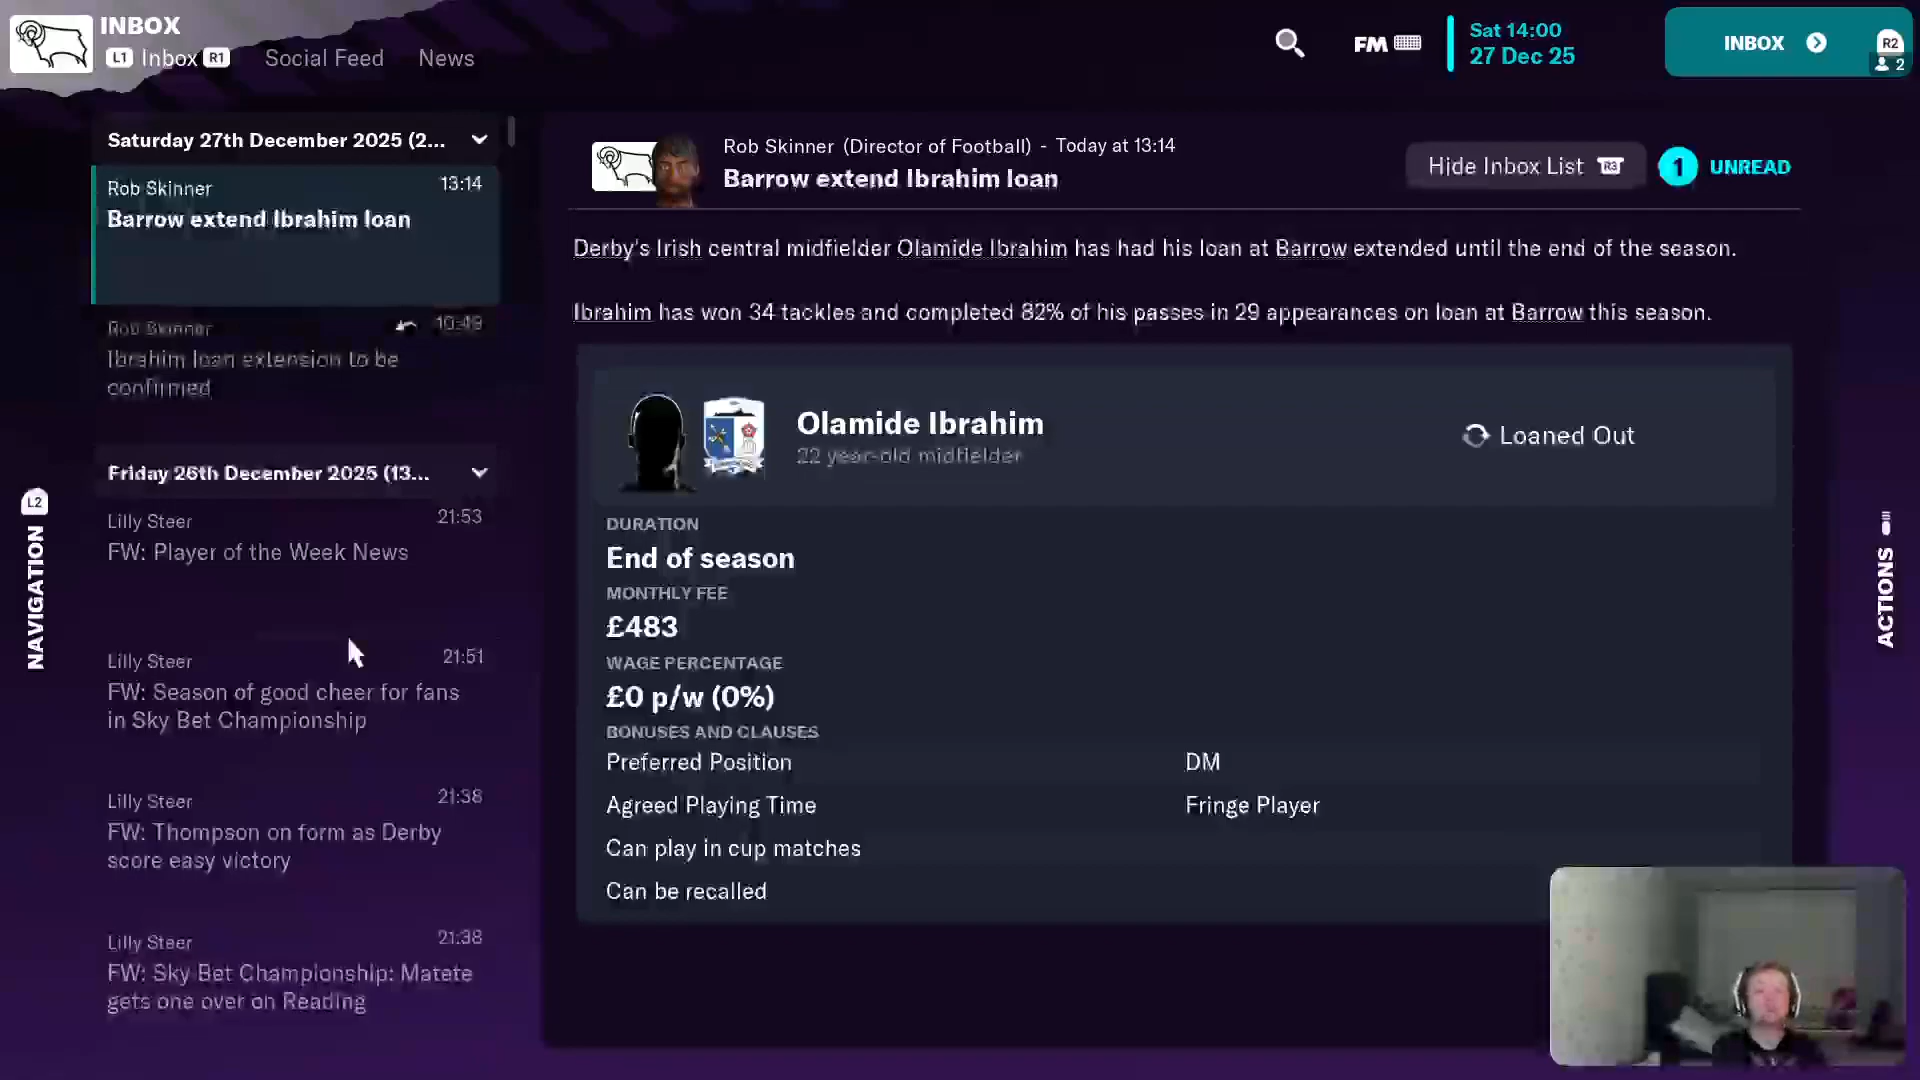 INBOX
L1 Inbox R1 Social Feed News
FM
Sat 14:00
27 Dec 25
INBOX
R2
2
Saturday 27th December 2025 (2...
Rob Skinner 13:14
Barrow extend Ibrahim loan
Rob Skinner 10:49
Ibrahim loan extension to be
confirmed
Friday 26th December 2025 (13...
Lilly Steer 21:53
FW: Player of the Week News
Lilly Steer 21:51
FW: Season of good cheer for fans
in Sky Bet Championship
Lilly Steer 21:38
FW: Thompson on form as Derby
score easy victory
Lilly Steer 21:38
FW: Sky Bet Championship: Matete
gets one over on Reading
L2
NAVIGATION
Rob Skinner (Director of Football) - Today at 13:14
Barrow extend Ibrahim loan
Hide Inbox List R3
1 UNREAD
Derby's Irish central midfielder Olamide Ibrahim has had his loan at Barrow extended until the end of the season.
Ibrahim has won 34 tackles and completed 82% of his passes in 29 appearances on loan at Barrow this season.
Olamide Ibrahim
22 year-old midfielder
Loaned Out
DURATION
End of season
MONTHLY FEE
£483
WAGE PERCENTAGE
£0 p/w (0%)
BONUSES AND CLAUSES
Preferred Position DM
Agreed Playing Time Fringe Player
Can play in cup matches
Can be recalled
ACTIONS